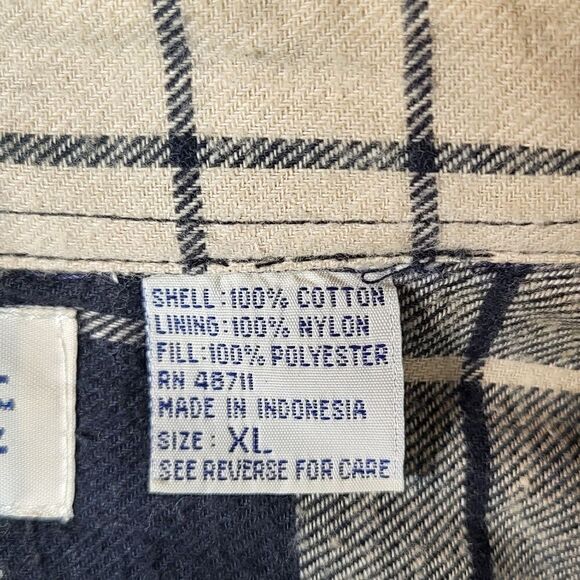 SHELL:100% COTTON
LINING:100% NYLON
FILL:100% POLYESTER
RN 48711
MADE IN INDONESIA
SIZE: XL
SEE REVERSE FOR CARE